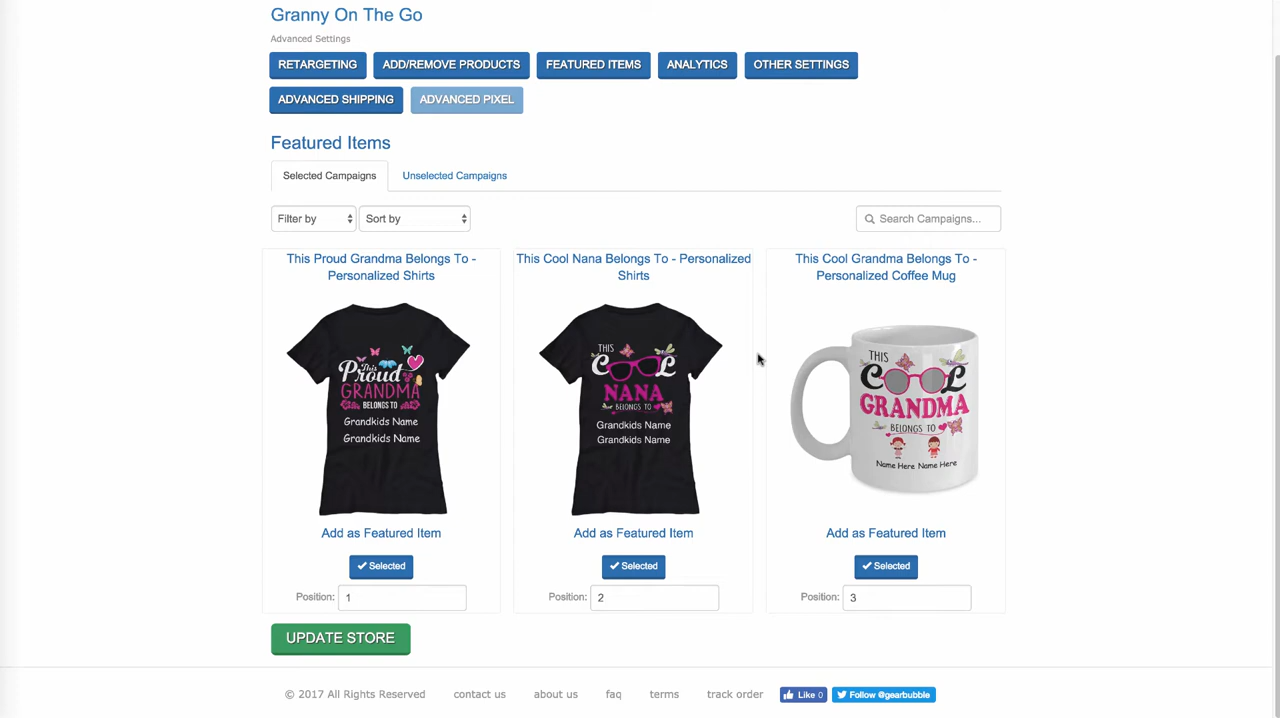 Granny On The Go
Advanced Settings
RETARGETING ADD/REMOVE PRODUCTS FEATURED ITEMS ANALYTICS OTHER SETTINGS
ADVANCED SHIPPING ADVANCED PIXEL
Featured Items
Selected Campaigns Unselected Campaigns
Filter by Sort by Search Campaigns...
This Proud Grandma Belongs To -
Personalized Shirts
This
Proud
GRANDMA
BELONGS TO
Grandkids Name
Grandkids Name
Add as Featured Item
Selected
Position: 1
This Cool Nana Belongs To - Personalized
Shirts
THIS
COOL
NANA
BELONGS TO
Grandkids Name
Grandkids Name
Add as Featured Item
Selected
Position: 2
This Cool Grandma Belongs To -
Personalized Coffee Mug
THIS
COOL
GRANDMA
BELONGS TO
Name Here Name Here
Add as Featured Item
Selected
Position: 3
UPDATE STORE
© 2017 All Rights Reserved contact us about us faq terms track order Like 0 Follow @gearbubble